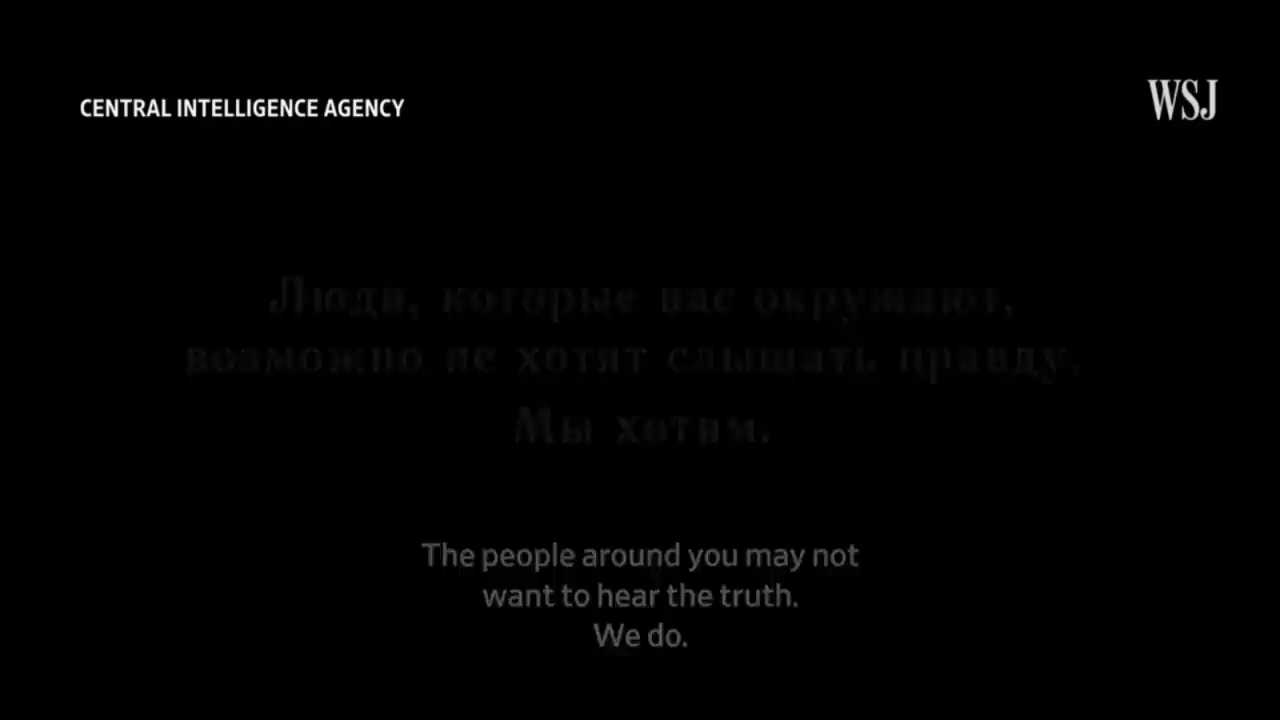 CENTRAL INTELLIGENCE AGENCY
WSJ
Люди, которые вас окружают,
возможно не хотят слышать правду.
Мы хотим.
The people around you may not
want to hear the truth.
We do.